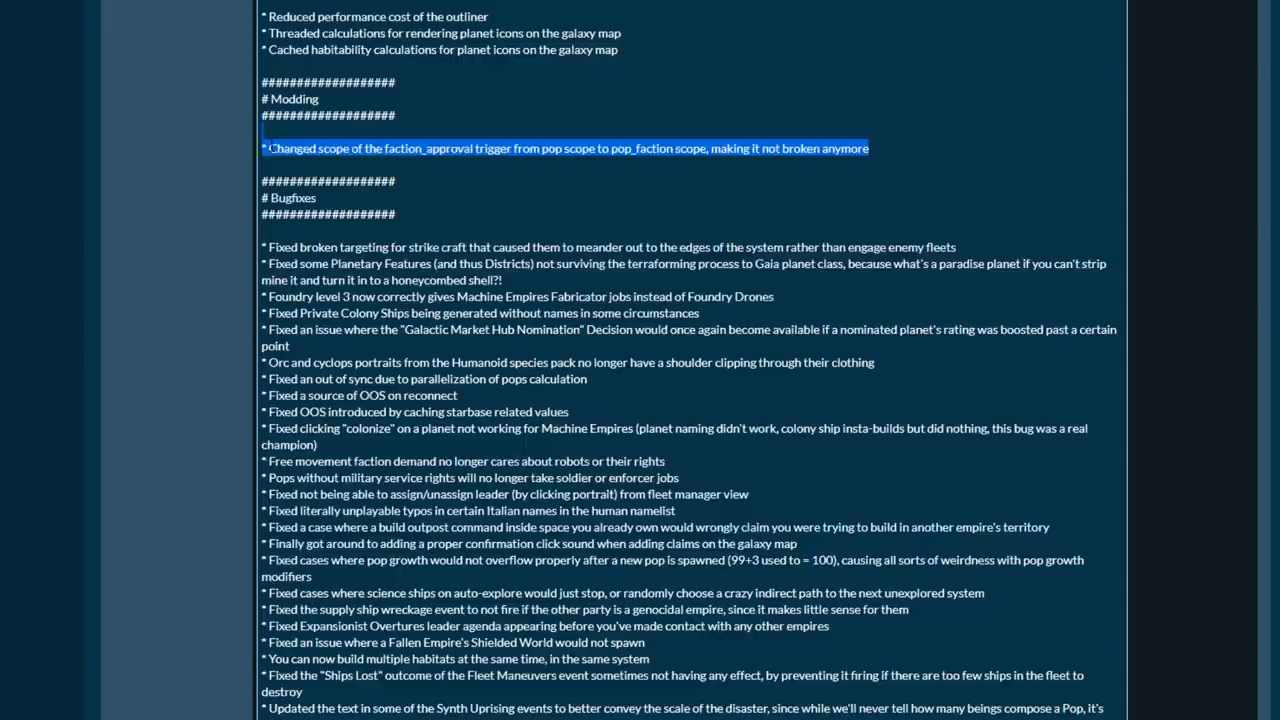 * Reduced performance cost of the outliner
* Threaded calculations for rendering planet icons on the galaxy map
* Cached habitability calculations for planet icons on the galaxy map
###################
# Modding
###################
* Changed scope of the faction_approval trigger from pop scope to pop_faction scope, making it not broken anymore
###################
# Bugfixes
###################
* Fixed broken targeting for strike craft that caused them to meander out to the edges of the system rather than engage enemy fleets
* Fixed some Planetary Features (and thus Districts) not surviving the terraforming process to Gaia planet class, because what's a paradise planet if you can't strip
mine it and turn it in to a honeycombed shell?!
* Foundry level 3 now correctly gives Machine Empires Fabricator jobs instead of Foundry Drones
* Fixed Private Colony Ships being generated without names in some circumstances
* Fixed an issue where the "Galactic Market Hub Nomination" Decision would once again become available if a nominated planet's rating was boosted past a certain
point
* Orc and cyclops portraits from the Humanoid species pack no longer have a shoulder clipping through their clothing
* Fixed an out of sync due to parallelization of pops calculation
* Fixed a source of OOS on reconnect
* Fixed OOS introduced by caching starbase related values
* Fixed clicking "colonize" on a planet not working for Machine Empires (planet naming didn't work, colony ship insta-builds but did nothing, this bug was a real
champion)
* Free movement faction demand no longer cares about robots or their rights
* Pops without military service rights will no longer take soldier or enforcer jobs
* Fixed not being able to assign/unassign leader (by clicking portrait) from fleet manager view
* Fixed literally unplayable typos in certain Italian names in the human namelist
* Fixed a case where a build outpost command inside space you already own would wrongly claim you were trying to build in another empire's territory
* Finally got around to adding a proper confirmation click sound when adding claims on the galaxy map
* Fixed cases where pop growth would not overflow properly after a new pop is spawned (99+3 used to = 100), causing all sorts of weirdness with pop growth
modifiers
* Fixed cases where science ships on auto-explore would just stop, or randomly choose a crazy indirect path to the next unexplored system
* Fixed the supply ship wreckage event to not fire if the other party is a genocidal empire, since it makes little sense for them
* Fixed Expansionist Overtures leader agenda appearing before you've made contact with any other empires
* Fixed an issue where a Fallen Empire's Shielded World would not spawn
* You can now build multiple habitats at the same time, in the same system
* Fixed the "Ships Lost" outcome of the Fleet Maneuvers event sometimes not having any effect, by preventing it firing if there are too few ships in the fleet to
destroy
* Updated the text in some of the Synth Uprising events to better convey the scale of the disaster, since while we'll never tell how many beings compose a Pop, it's